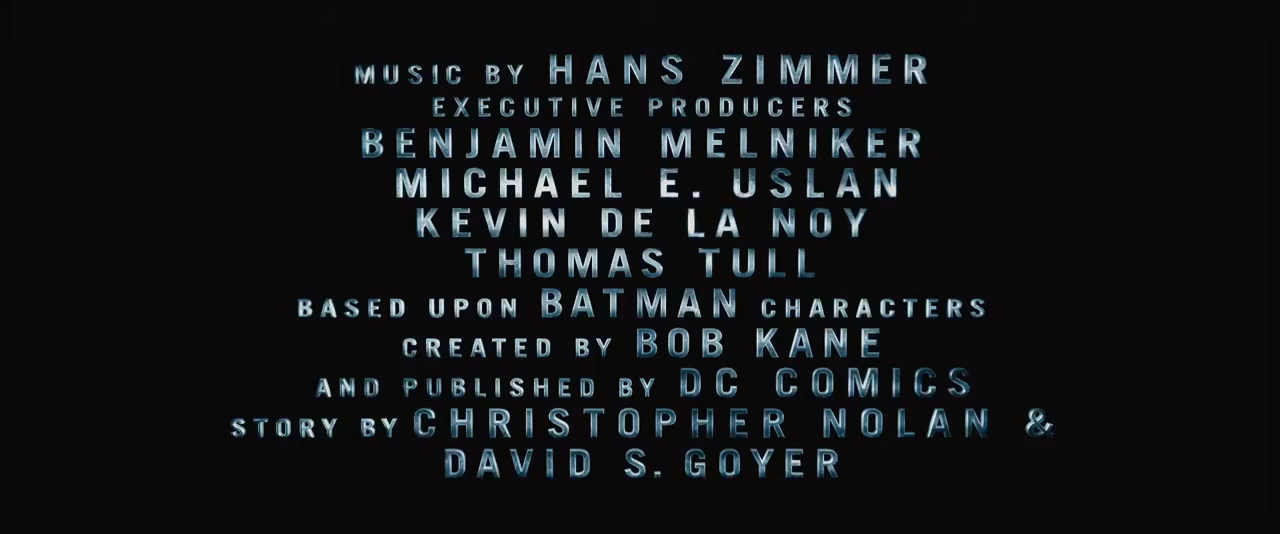 MUSIC BY HANS ZIMMER
EXECUTIVE PRODUCERS
BENJAMIN MELNIKER
MICHAEL E. USLAN
KEVIN DE LA NOY
THOMAS TULL
BASED UPON BATMAN CHARACTERS
CREATED BY BOB KANE
AND PUBLISHED BY DC COMICS
STORY BY CHRISTOPHER NOLAN &
DAVID S. GOYER